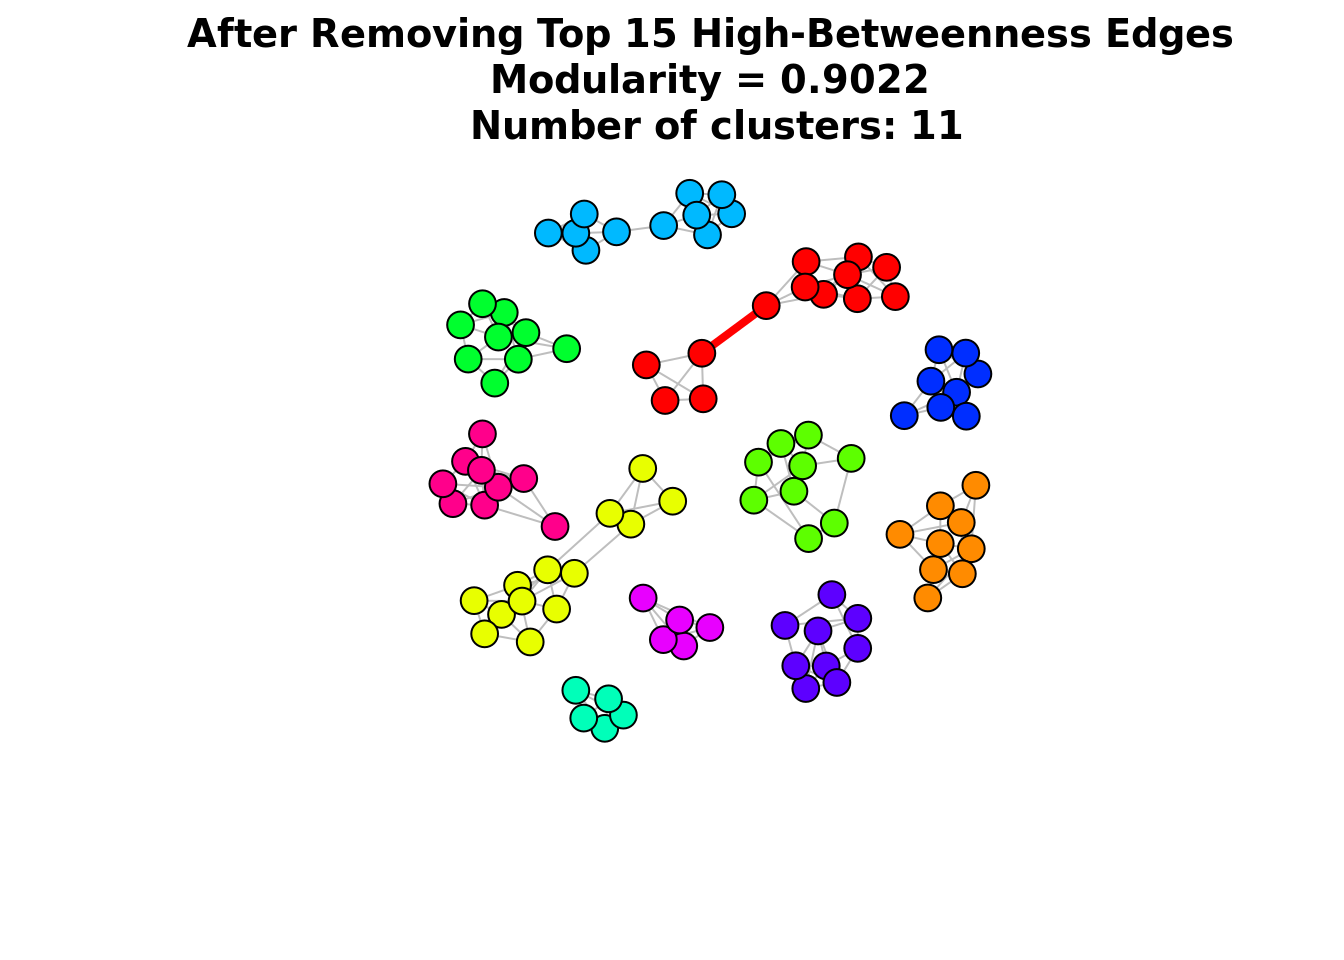 After Removing Top 15 High-Betweenness Edges
Modularity = 0.9022
Number of clusters: 11